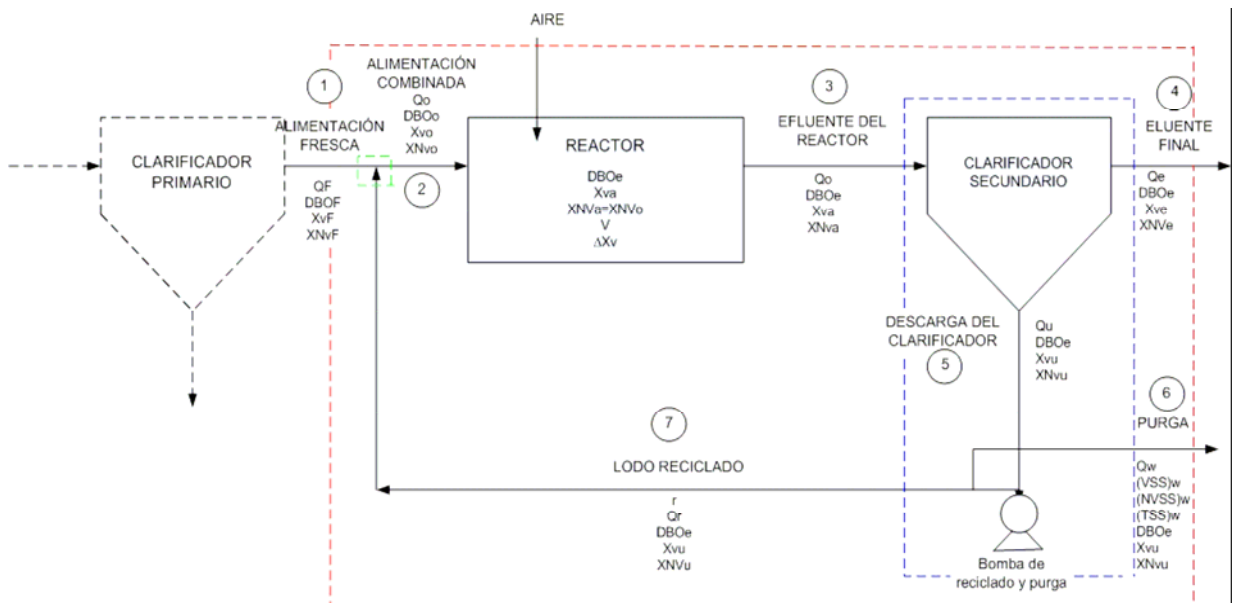 AIRE
1
ALIMENTACIÓN
FRESCA
ALIMENTACIÓN
COMBINADA
Qo
DBOo
Xvo
XNvo
2
3
EFLUENTE DEL
REACTOR
4
ELUENTE
FINAL
CLARIFICADOR
PRIMARIO
QF
DBOF
XvF
XNvF
REACTOR
DBOe
Xva
XNVa=XNVo
V
ΔXv
Qo
DBOe
Xva
XNva
CLARIFICADOR
SECUNDARIO
Qe
DBOe
Xve
XNVe
DESCARGA DEL
CLARIFICADOR
5
Qu
DBOe
Xvu
XNvu
6
PURGA
7
LODO RECICLADO
r
Qr
DBOe
Xvu
XNVu
Qw
(VSS)w
(NVSS)w
(TSS)w
DBOe
Xvu
XNvu
Bomba de
reciclado y purga